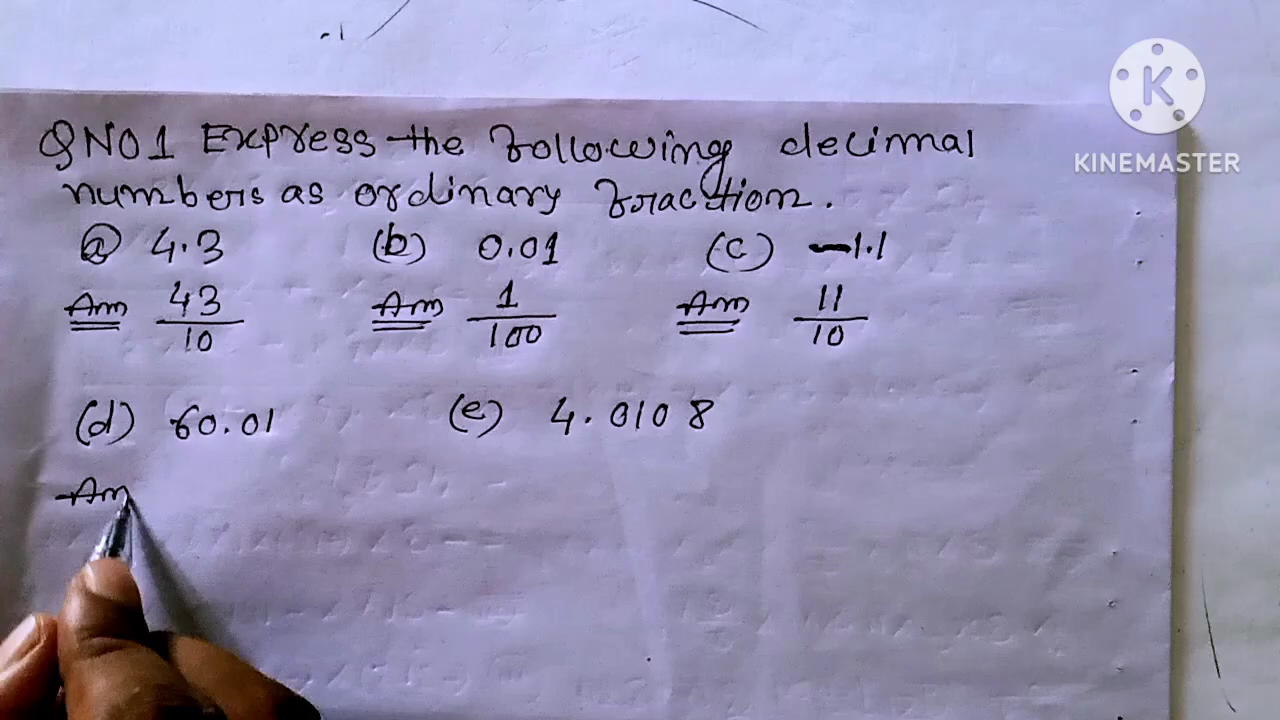 QNO1 Express the following decimal
numbers as ordinary fraction.
(a) 4.3 (b) 0.01 (c) -1.1
Ans 43/10 Ans 1/100 Ans 11/10
(d) 60.01 (e) 4.0108
Ans
K
KINEMASTER